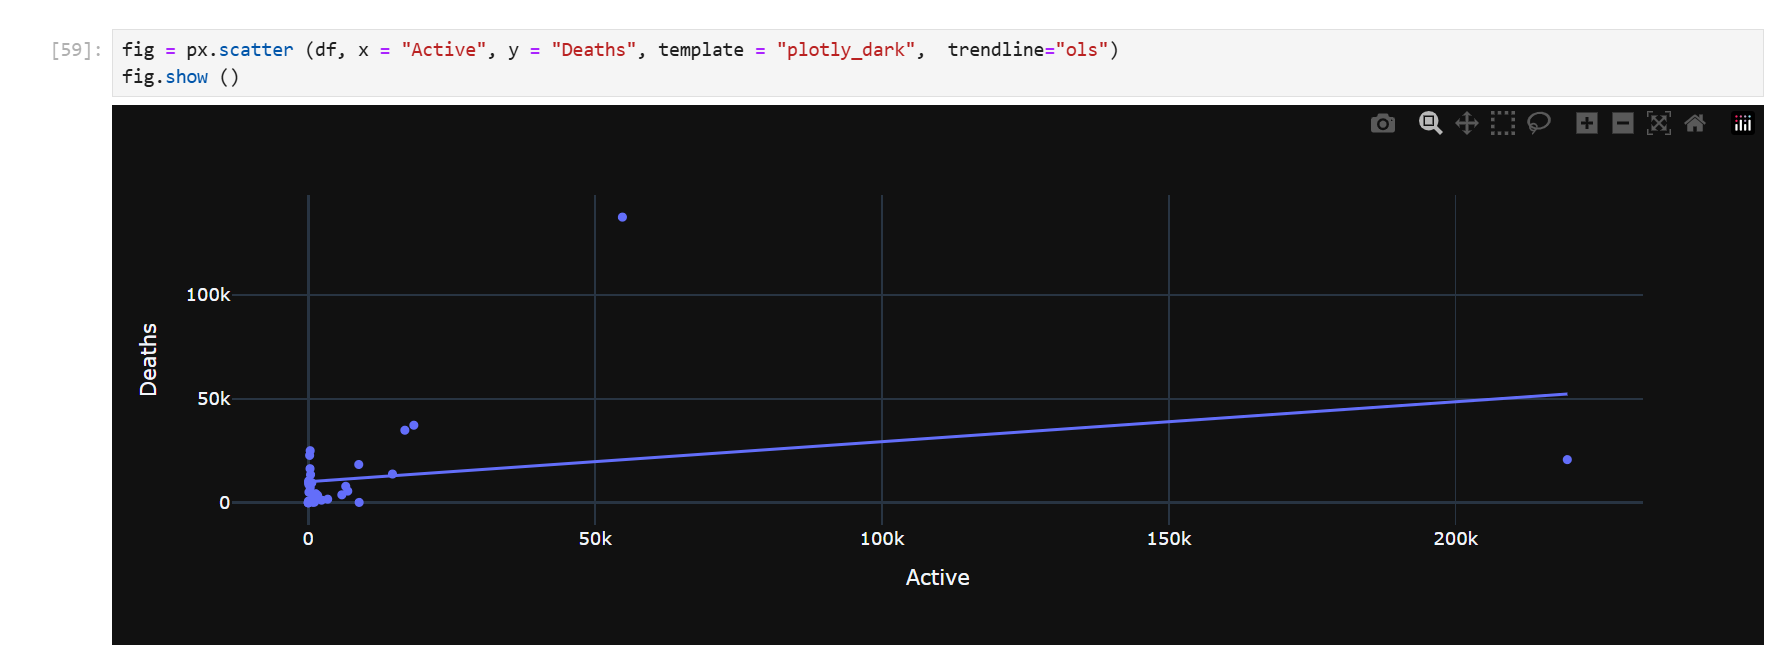 [59]: fig = px.scatter (df, x = "Active", y = "Deaths", template = "plotly_dark",  trendline="ols")
fig.show ()
100k
Deaths
50k
0
0 50k 100k 150k 200k
Active